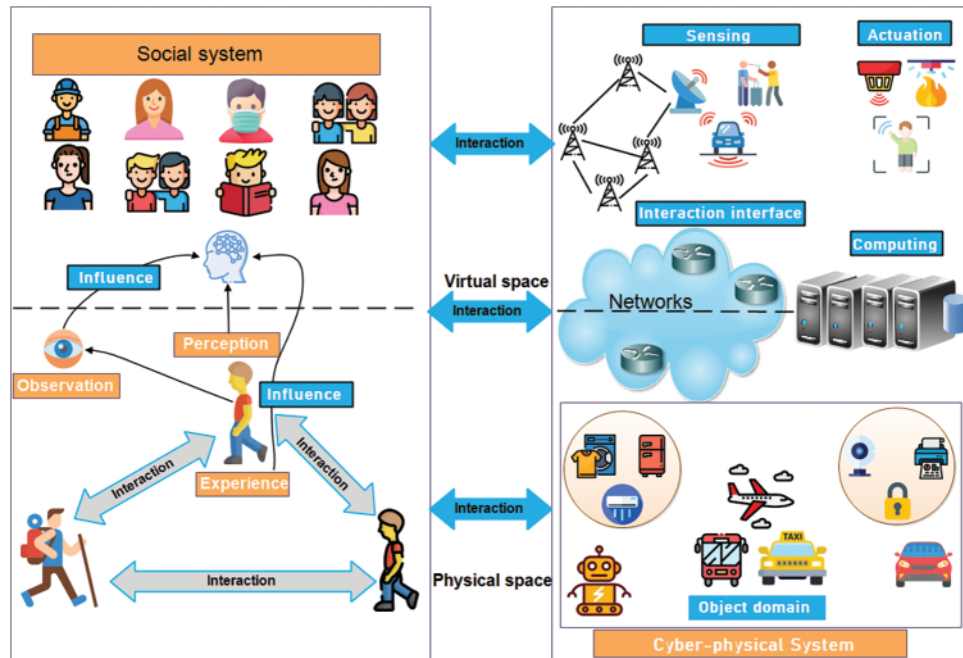 Social system
Influence
Perception
Observation
Influence
Interaction
Interaction
Experience
Interaction
Interaction
Virtual space
Interaction
Interaction
Physical space
Sensing
Actuation
Interaction interface
Computing
Networks
TAXI
Object domain
Cyber-physical System